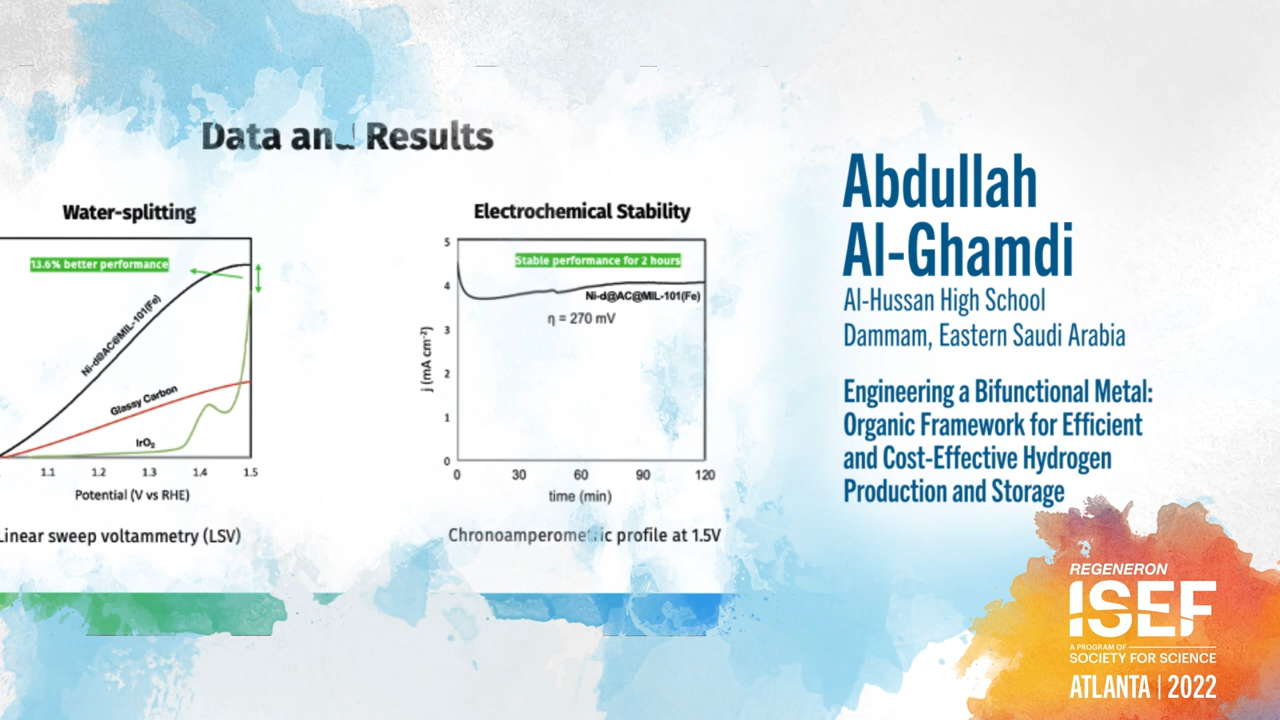 Data and Results
Water-splitting
13.6% better performance
Ni-d@AC@MIL-101(Fe)
Glassy Carbon
IrO₂
1.1 1.2 1.3 1.4 1.5
Potential (V vs RHE)
Linear sweep voltammetry (LSV)
Electrochemical Stability
5
4
3
2
1
0
j (mA cm⁻²)
Stable performance for 2 hours
Ni-d@AC@MIL-101(Fe)
η = 270 mV
0 30 60 90 120
time (min)
Chronoamperometric profile at 1.5V
Abdullah
Al-Ghamdi
Al-Hussan High School
Dammam, Eastern Saudi Arabia
Engineering a Bifunctional Metal:
Organic Framework for Efficient
and Cost-Effective Hydrogen
Production and Storage
REGENERON
ISEF
A PROGRAM OF
SOCIETY FOR SCIENCE
ATLANTA | 2022